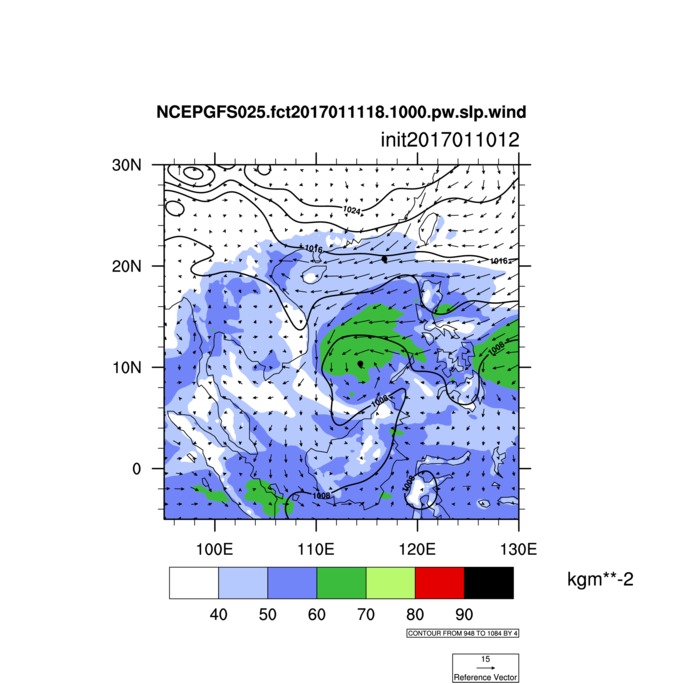 NCEPGFS025.fct2017011118.1000.pw.slp.wind
init2017011012
30N
1024
1016
1016
20N
1008
10N
1008
0
1008
1008
100E 110E 120E 130E
kgm**-2
40 50 60 70 80 90
CONTOUR FROM 948 TO 1084 BY 4
15
Reference Vector